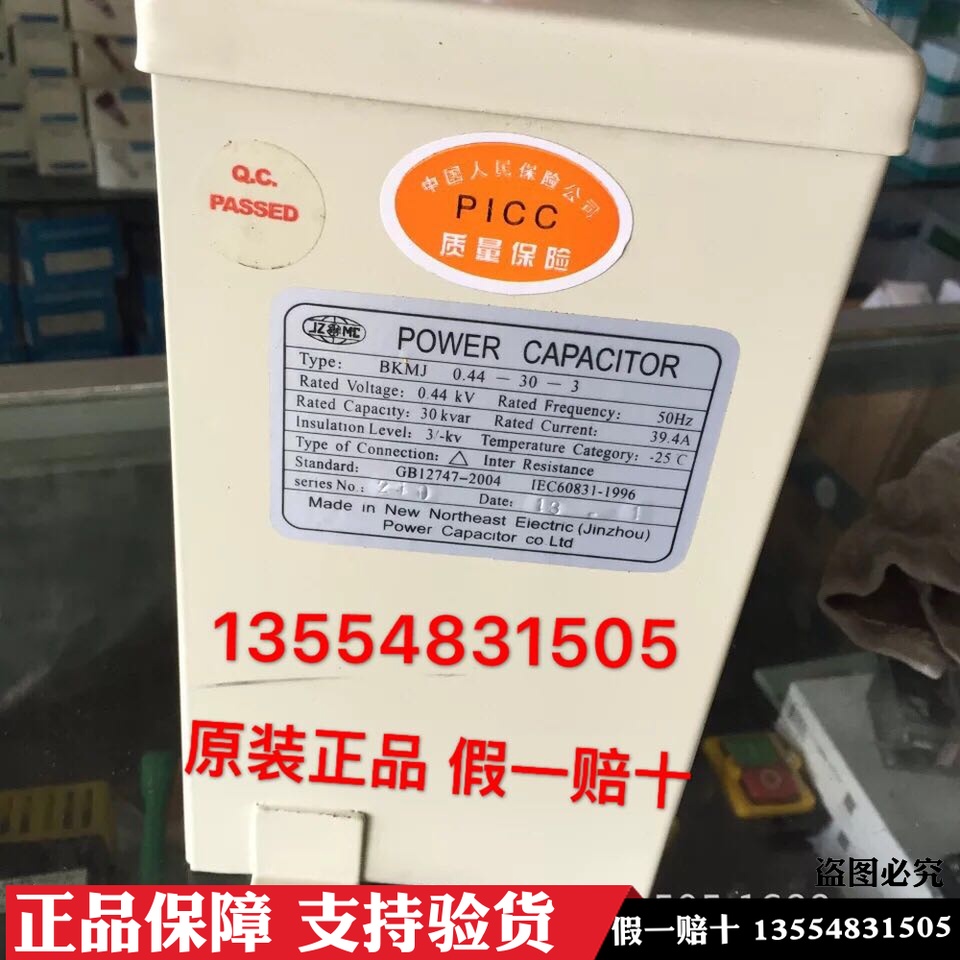 Q.C.
PASSED
中国人民保险公司
PICC
质量保险
JZ MC
POWER CAPACITOR
Type: BKMJ 0.44 - 30 - 3
Rated Voltage: 0.44 kV Rated Frequency: 50Hz
Rated Capacity: 30 kvar Rated Current: 39.4A
Insulation Level: 3/-kv Temperature Category: -25 C
Type of Connection: △ Inter Resistance
Standard: GB12747-2004 IEC60831-1996
series No.: Date:
Made in New Northeast Electric (Jinzhou)
Power Capacitor co Ltd
13554831505
原装正品 假一赔十
盗图必究
正品保障 支持验货
假一赔十 13554831505